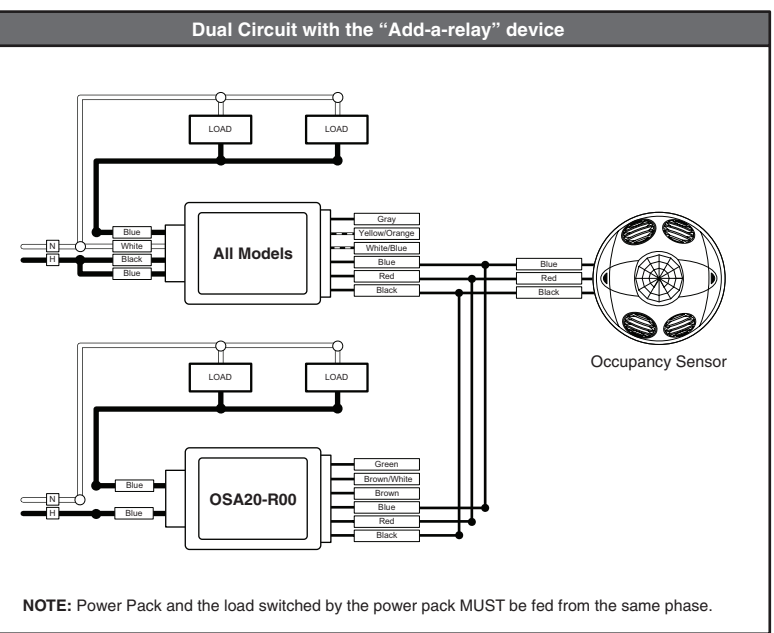 Dual Circuit with the “Add-a-relay” device
LOAD
LOAD
Blue
N
White
H
Black
Blue
All Models
Gray
Yellow/Orange
White/Blue
Blue
Red
Black
Blue
Red
Black
Occupancy Sensor
LOAD
LOAD
Blue
N
H
Blue
OSA20-R00
Green
Brown/White
Brown
Blue
Red
Black
NOTE: Power Pack and the load switched by the power pack MUST be fed from the same phase.